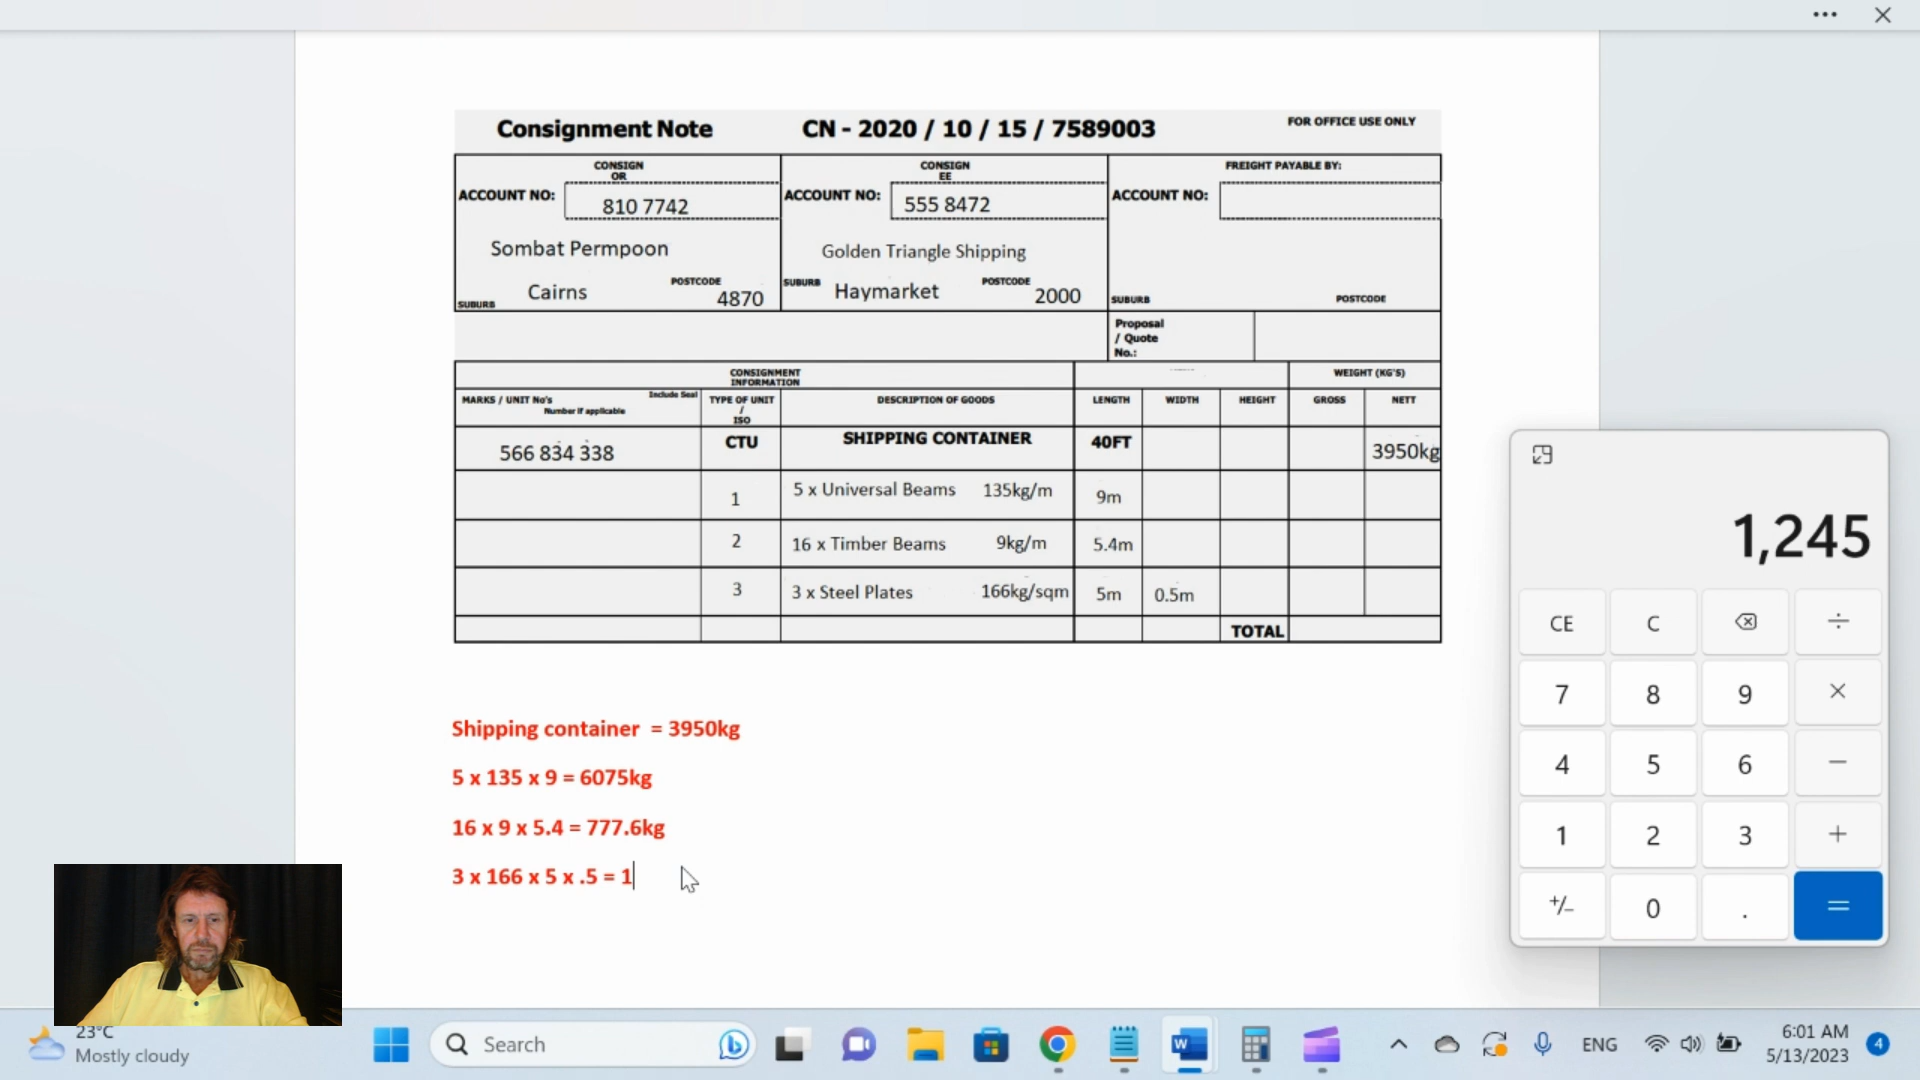 Consignment Note CN - 2020 / 10 / 15 / 7589003 FOR OFFICE USE ONLY
CONSIGN OR CONSIGN EE FREIGHT PAYABLE BY:
ACCOUNT NO: 810 7742 ACCOUNT NO: 555 8472 ACCOUNT NO:
Sombat Permpoon Golden Triangle Shipping
SUBURB Cairns POSTCODE 4870 SUBURB Haymarket POSTCODE 2000 SUBURB POSTCODE
Proposal
/ Quote
No.:
CONSIGNMENT INFORMATION WEIGHT (KG'S)
MARKS / UNIT No's Number if applicable Include Seal TYPE OF UNIT / ISO DESCRIPTION OF GOODS LENGTH WIDTH HEIGHT GROSS NETT
566 834 338 CTU SHIPPING CONTAINER 40FT 3950kg
1 5 x Universal Beams 135kg/m 9m
2 16 x Timber Beams 9kg/m 5.4m
3 3 x Steel Plates 166kg/sqm 5m 0.5m
TOTAL
Shipping container = 3950kg
5 x 135 x 9 = 6075kg
16 x 9 x 5.4 = 777.6kg
3 x 166 x 5 x .5 = 1
1,245
CE C ÷
7 8 9 ×
4 5 6 −
1 2 3 +
+/− 0 . =
23°C
Mostly cloudy
Search
W
ENG
6:01 AM
5/13/2023
4